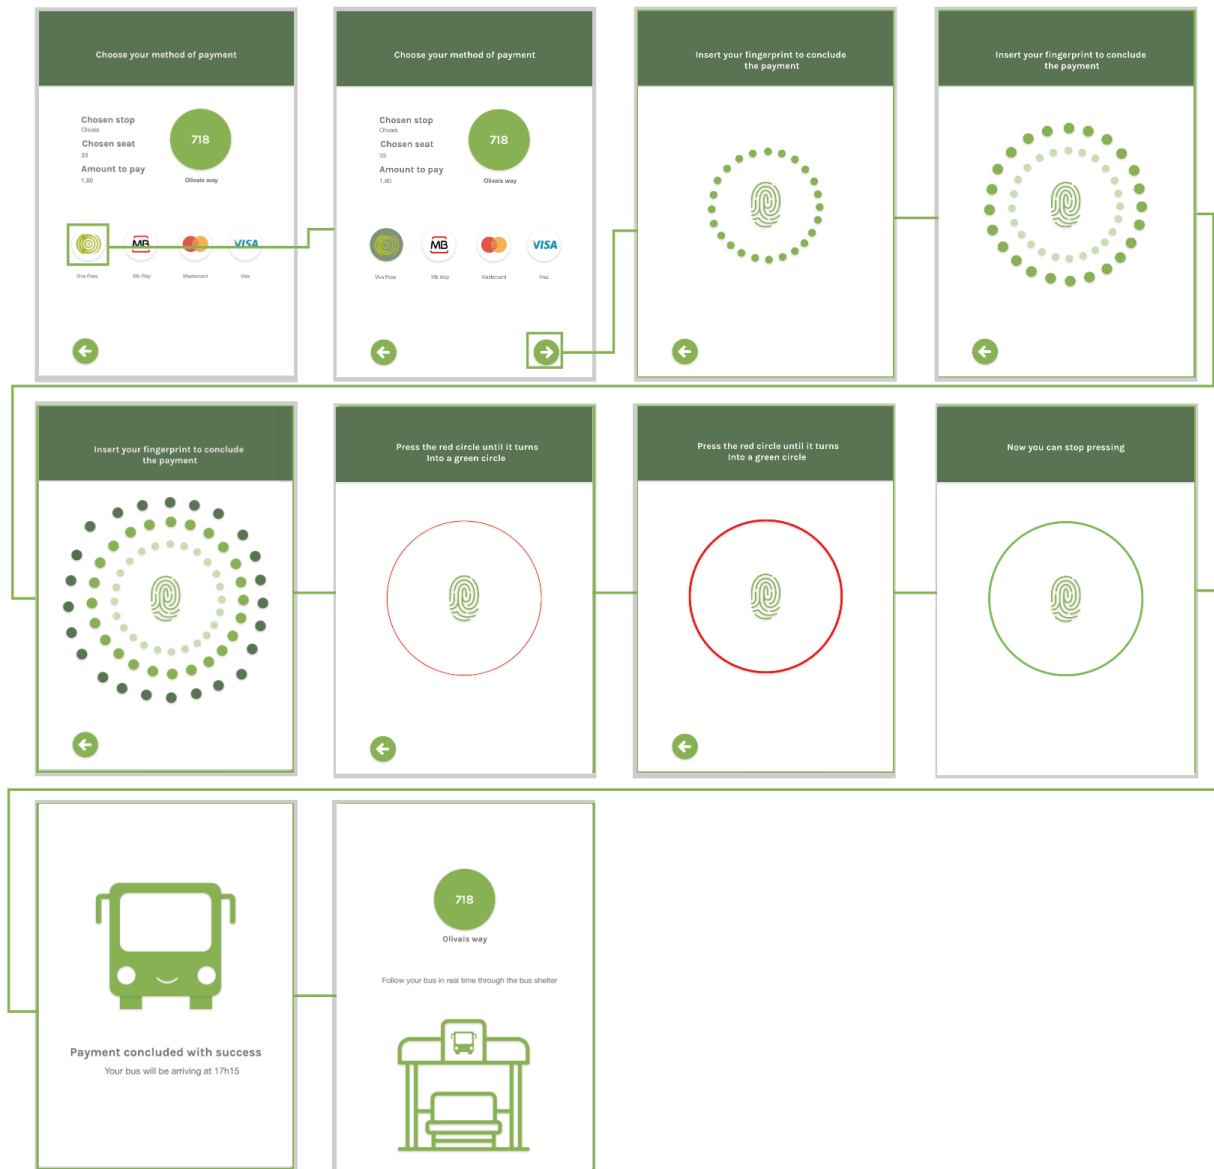 Choose your method of payment
Chosen stop
Olivais
Chosen seat
33
Amount to pay
1,80
718
Olivais way
MB
VISA
Viva Pass
Mb Way
Mastercard
Visa
Choose your method of payment
Chosen stop
Olivais
Chosen seat
33
Amount to pay
1,80
718
Olivais way
MB
VISA
Viva Pass
Mb Way
Mastercard
Visa
Insert your fingerprint to conclude
the payment
Insert your fingerprint to conclude
the payment
Insert your fingerprint to conclude
the payment
Press the red circle until it turns
Into a green circle
Press the red circle until it turns
Into a green circle
Now you can stop pressing
Payment concluded with success
Your bus will be arriving at 17h15
718
Olivais way
Follow your bus in real time through the bus shelter